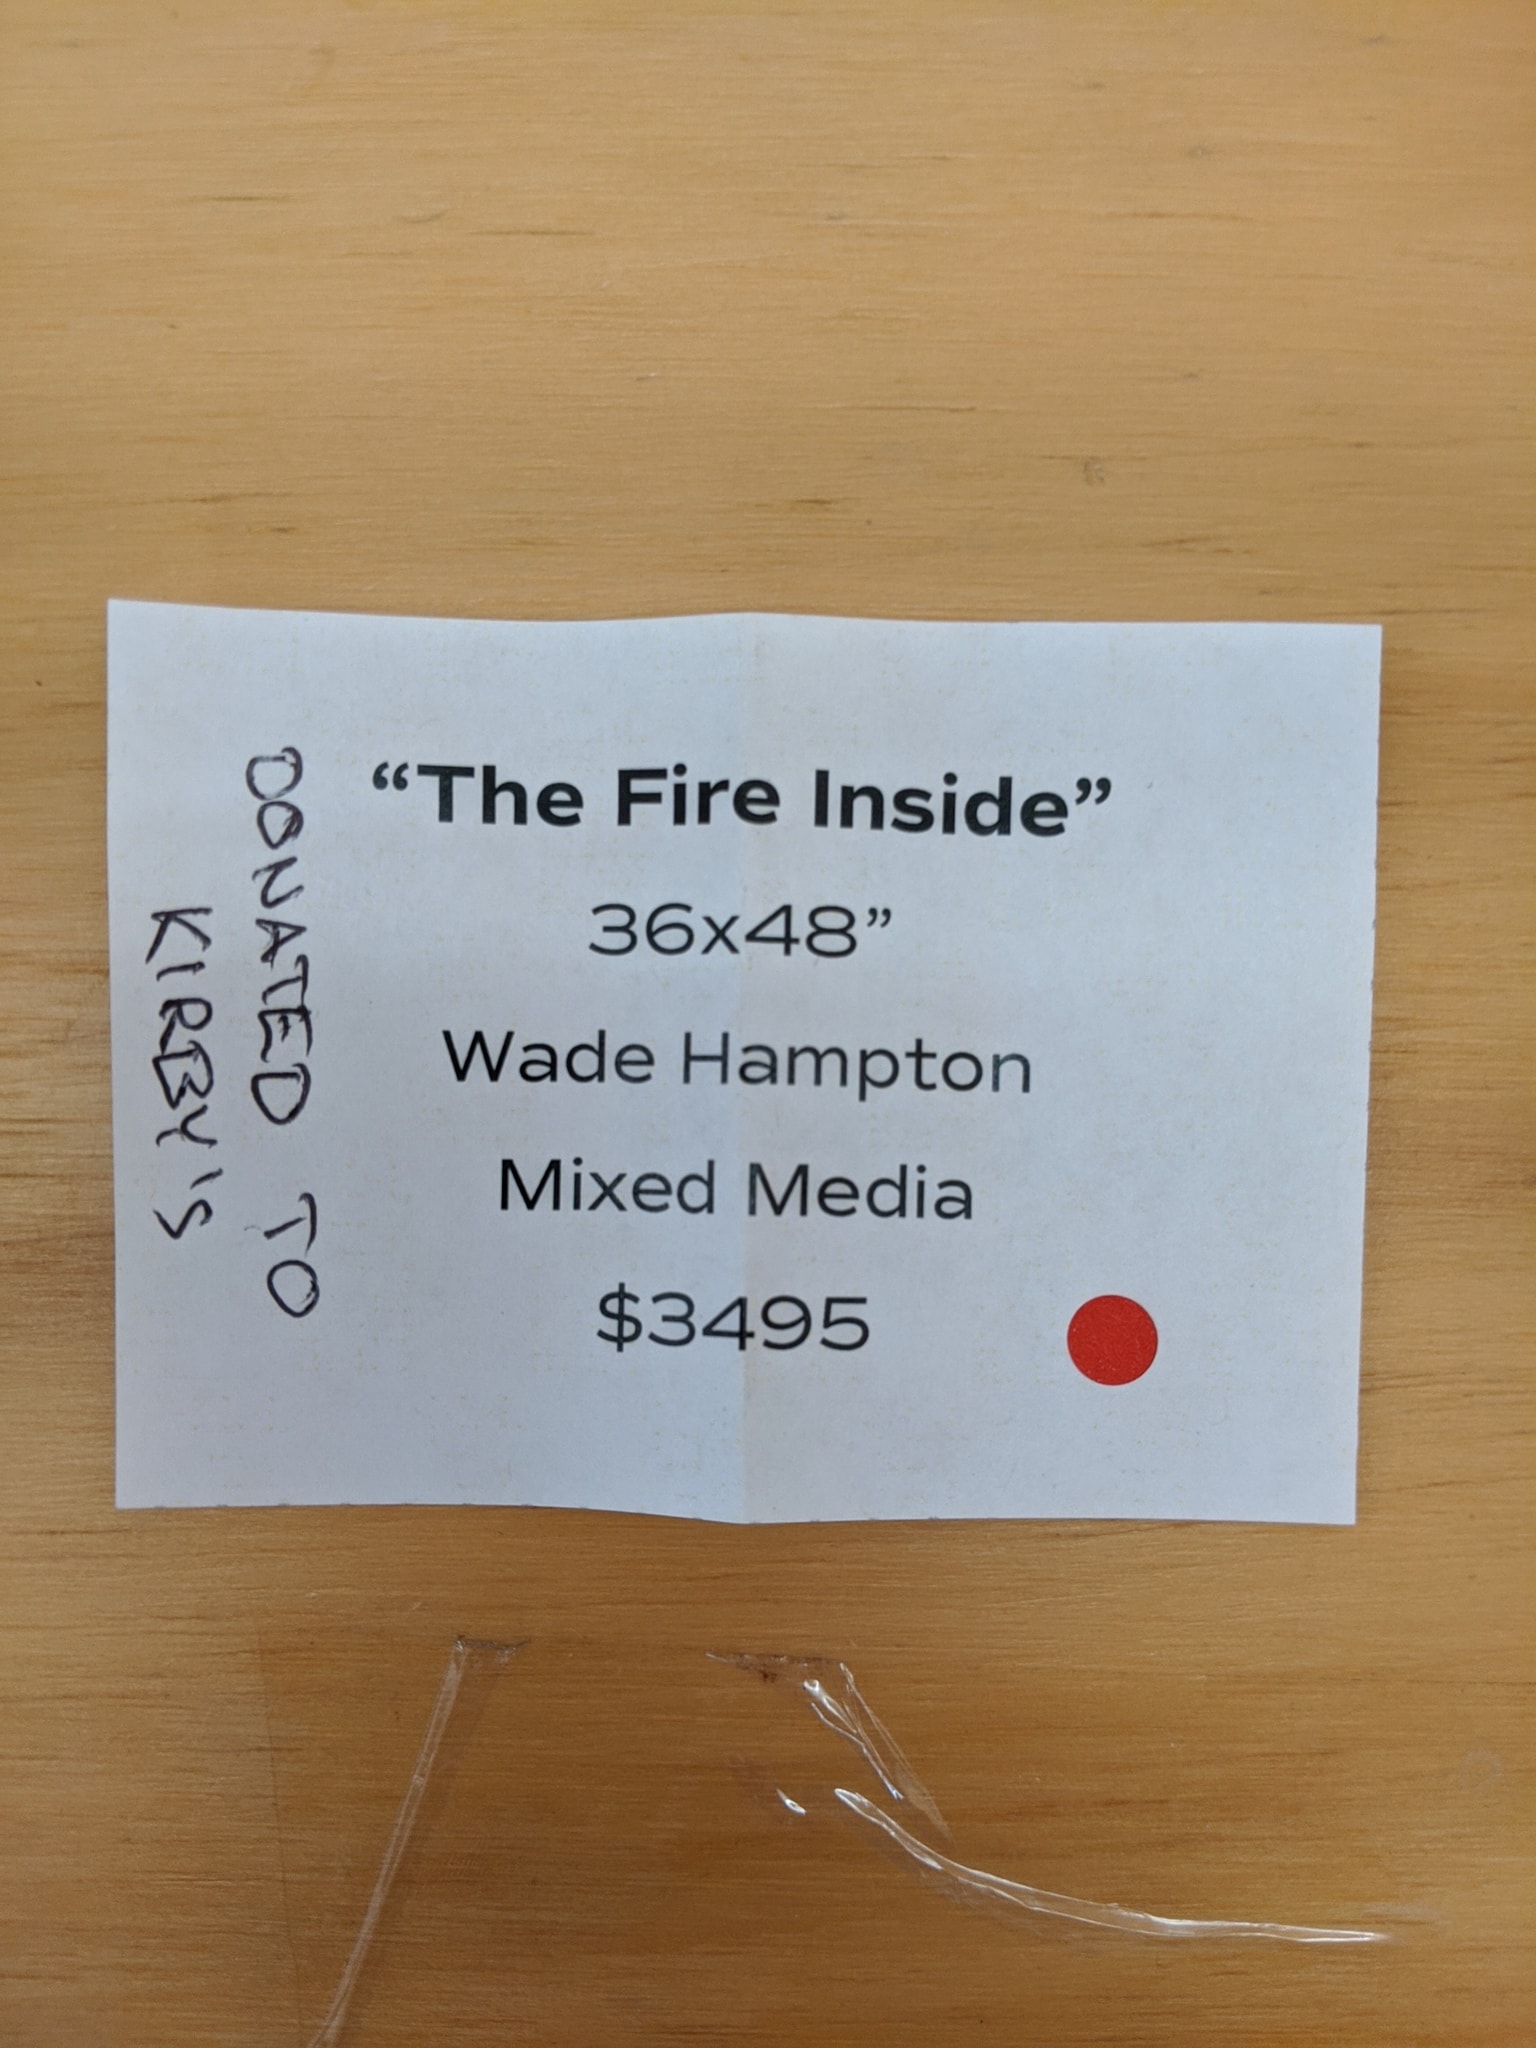 “The Fire Inside”
36x48”
Wade Hampton
Mixed Media
$3495
DONATED TO
KIRBY'S